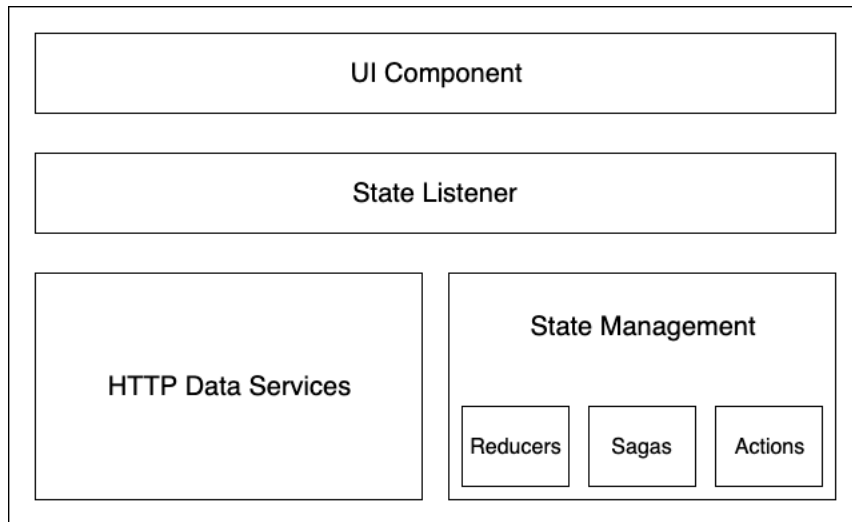 UI Component
State Listener
State Management
HTTP Data Services
Reducers
Sagas
Actions